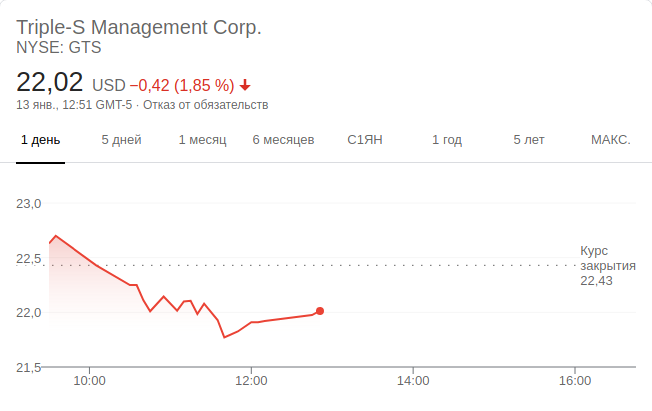 Triple-S Management Corp.
NYSE: GTS
22,02 USD −0,42 (1,85 %)
13 янв., 12:51 GMT-5 · Отказ от обязательств
1 день 5 дней 1 месяц 6 месяцев С1ЯН 1 год 5 лет МАКС.
23,0
22,5
22,0
21,5
Курс
закрытия
22,43
10:00 12:00 14:00 16:00